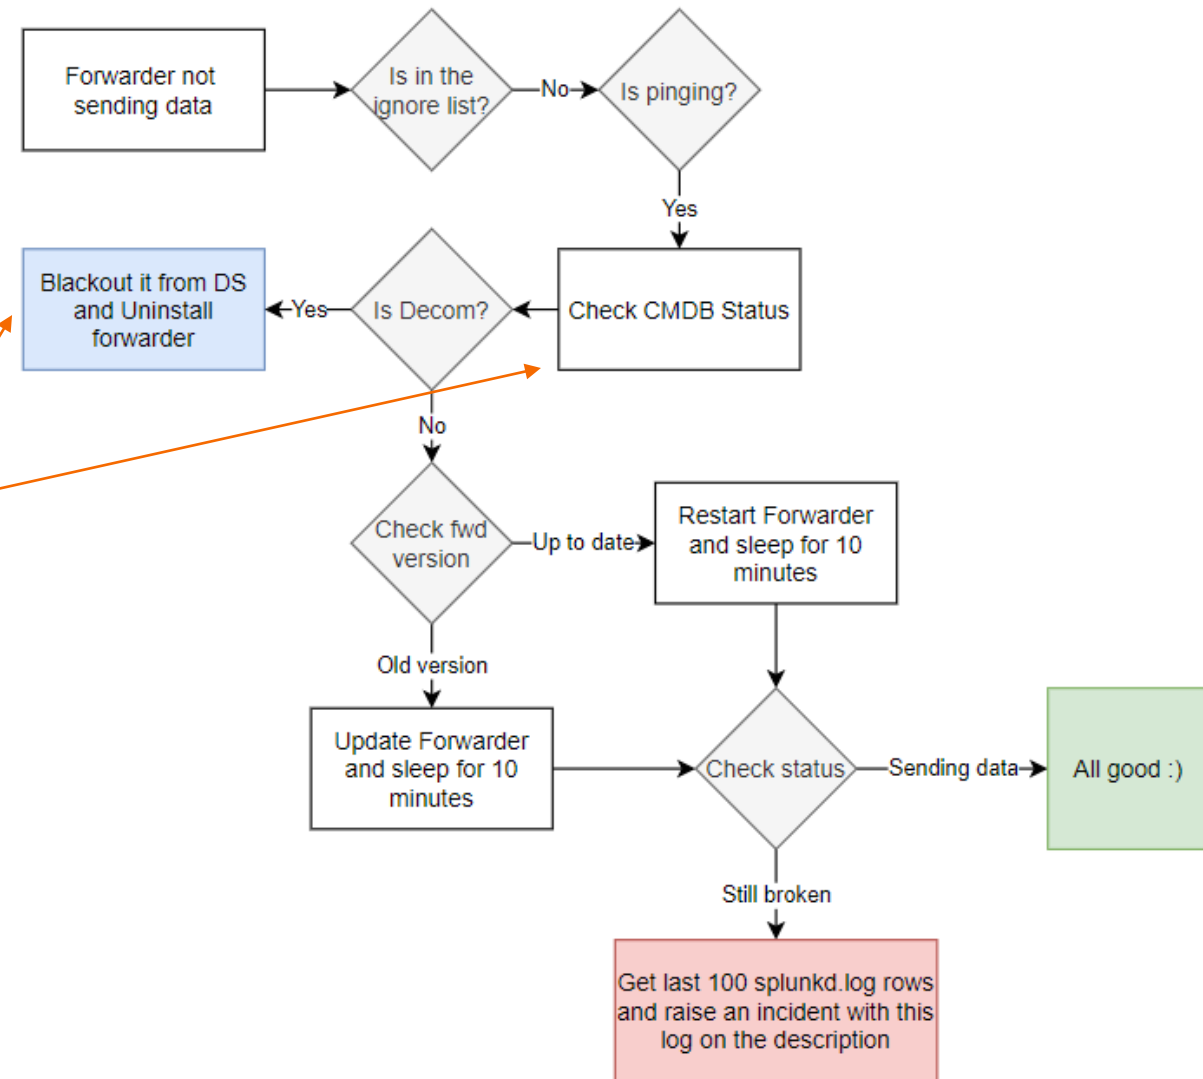 Forwarder not
sending data
Is in the
ignore list?
No
Is pinging?
Yes
Blackout it from DS
and Uninstall
forwarder
Yes
Is Decom?
Check CMDB Status
No
Check fwd
version
Up to date
Restart Forwarder
and sleep for 10
minutes
Old version
Update Forwarder
and sleep for 10
minutes
Check status
Sending data
All good :)
Still broken
Get last 100 splunkd.log rows
and raise an incident with this
log on the description